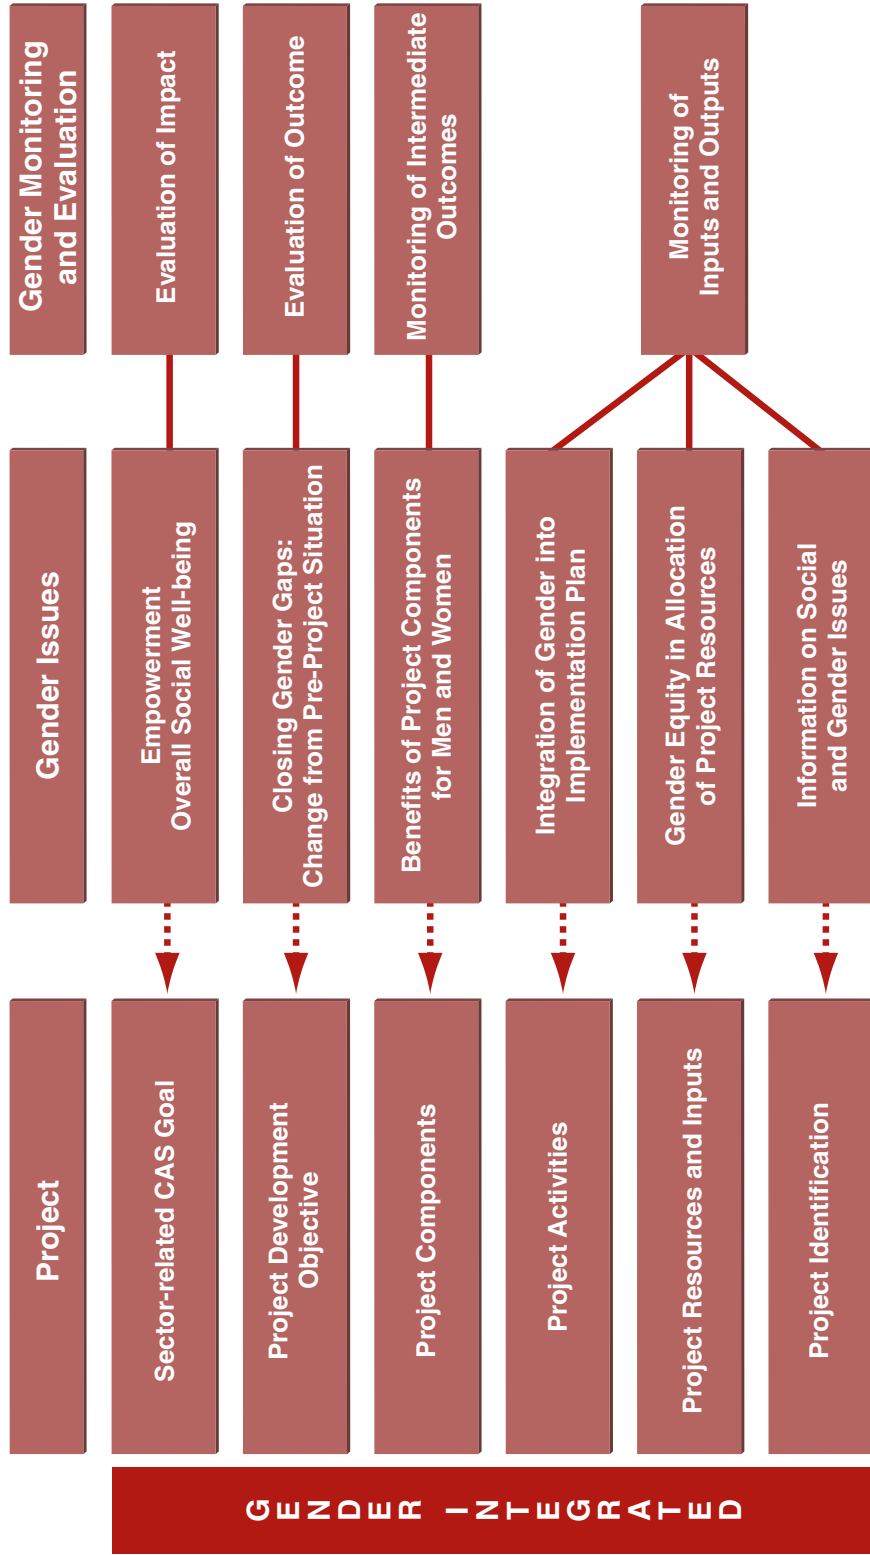 GENDER INTEGRATED
Project
Gender Issues
Gender Monitoring
and Evaluation
Sector-related CAS Goal
Empowerment
Overall Social Well-being
Evaluation of Impact
Project Development
Objective
Closing Gender Gaps:
Change from Pre-Project Situation
Evaluation of Outcome
Project Components
Benefits of Project Components
for Men and Women
Monitoring of Intermediate
Outcomes
Project Activities
Integration of Gender into
Implementation Plan
Project Resources and Inputs
Gender Equity in Allocation
of Project Resources
Monitoring of
Inputs and Outputs
Project Identification
Information on Social
and Gender Issues